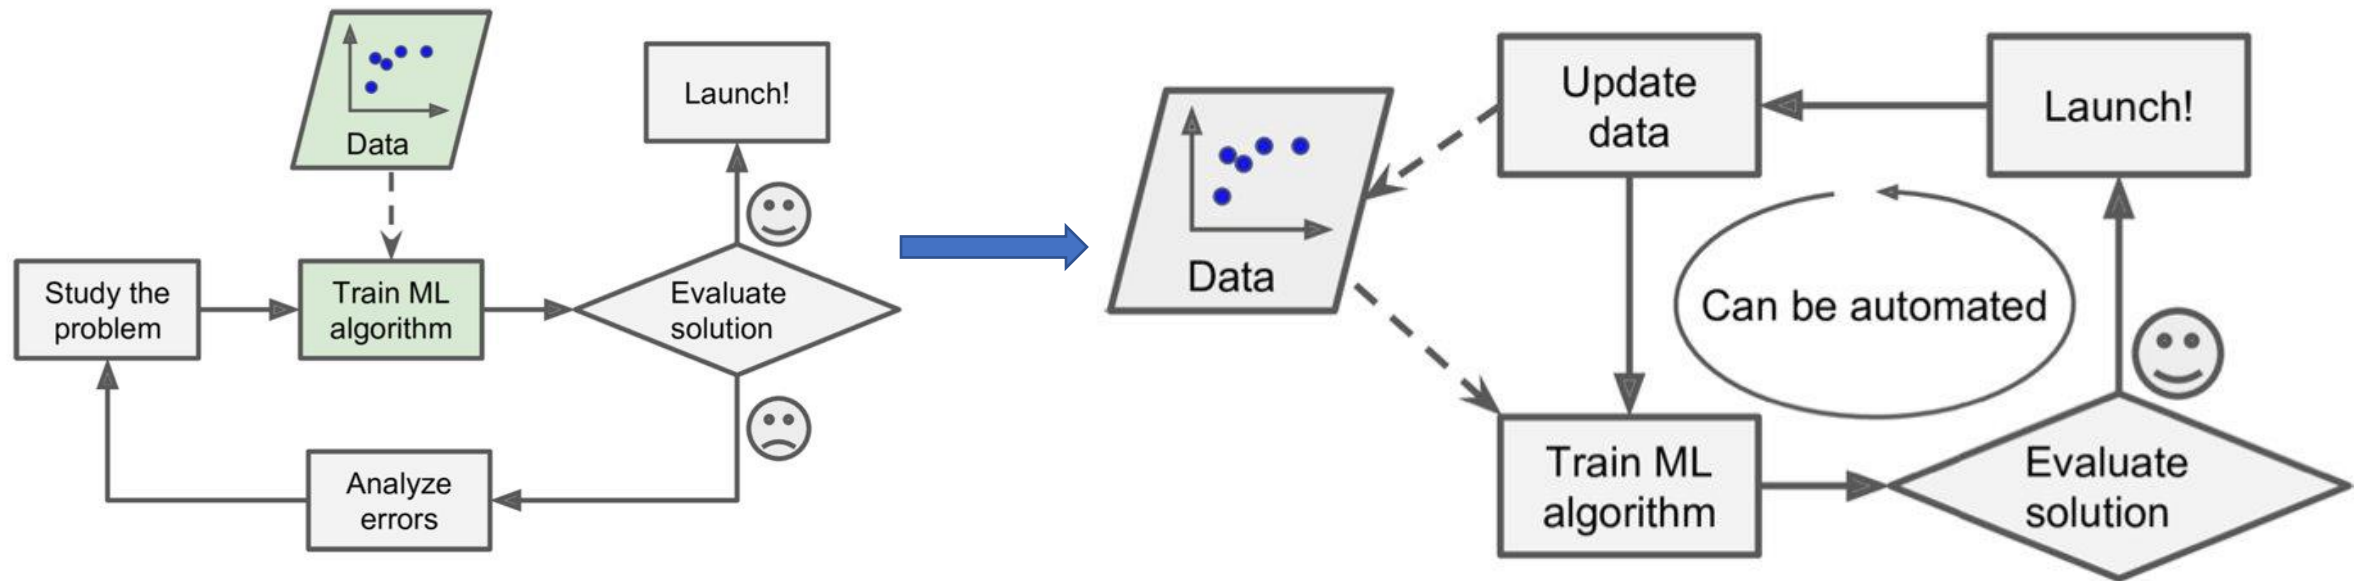 Data
Launch!
Study the
problem
Train ML
algorithm
Evaluate
solution
Analyze
errors
Update
data
Launch!
Data
Can be automated
Train ML
algorithm
Evaluate
solution